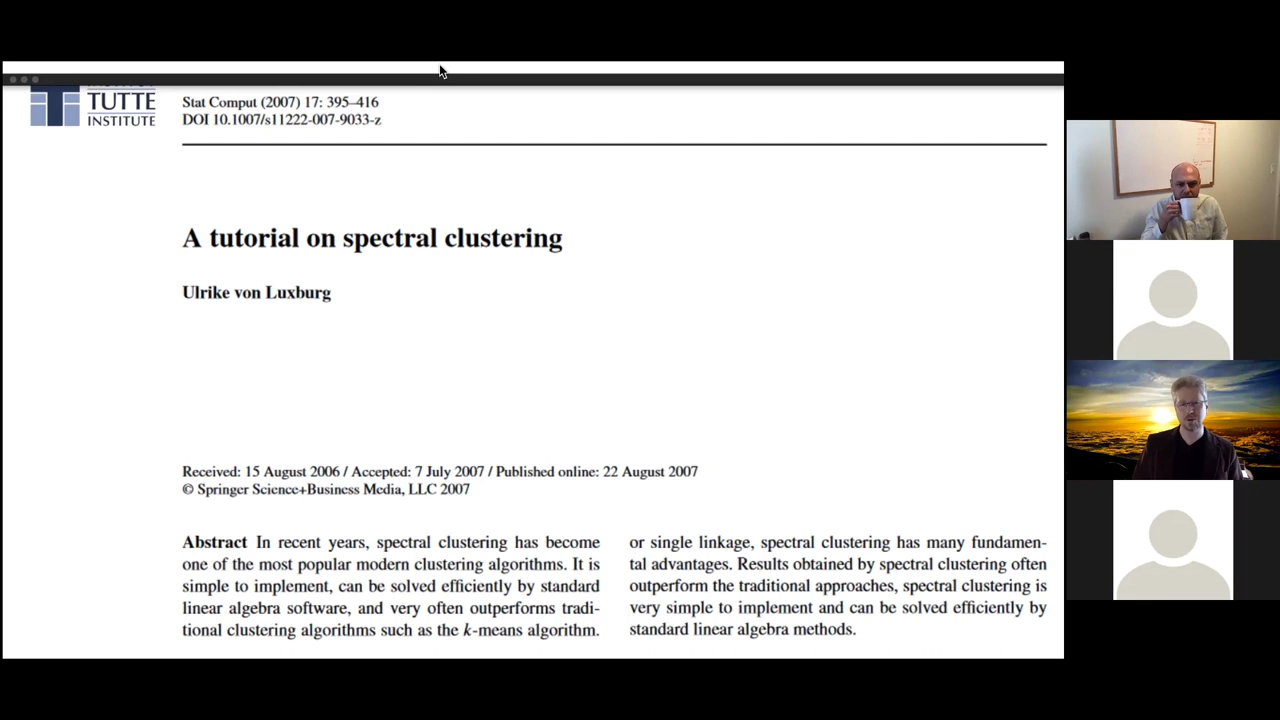 TUTTE
INSTITUTE
Stat Comput (2007) 17: 395–416
DOI 10.1007/s11222-007-9033-z
A tutorial on spectral clustering
Ulrike von Luxburg
Received: 15 August 2006 / Accepted: 7 July 2007 / Published online: 22 August 2007
© Springer Science+Business Media, LLC 2007
Abstract In recent years, spectral clustering has become
one of the most popular modern clustering algorithms. It is
simple to implement, can be solved efficiently by standard
linear algebra software, and very often outperforms tradi-
tional clustering algorithms such as the k-means algorithm.
or single linkage, spectral clustering has many fundamen-
tal advantages. Results obtained by spectral clustering often
outperform the traditional approaches, spectral clustering is
very simple to implement and can be solved efficiently by
standard linear algebra methods.